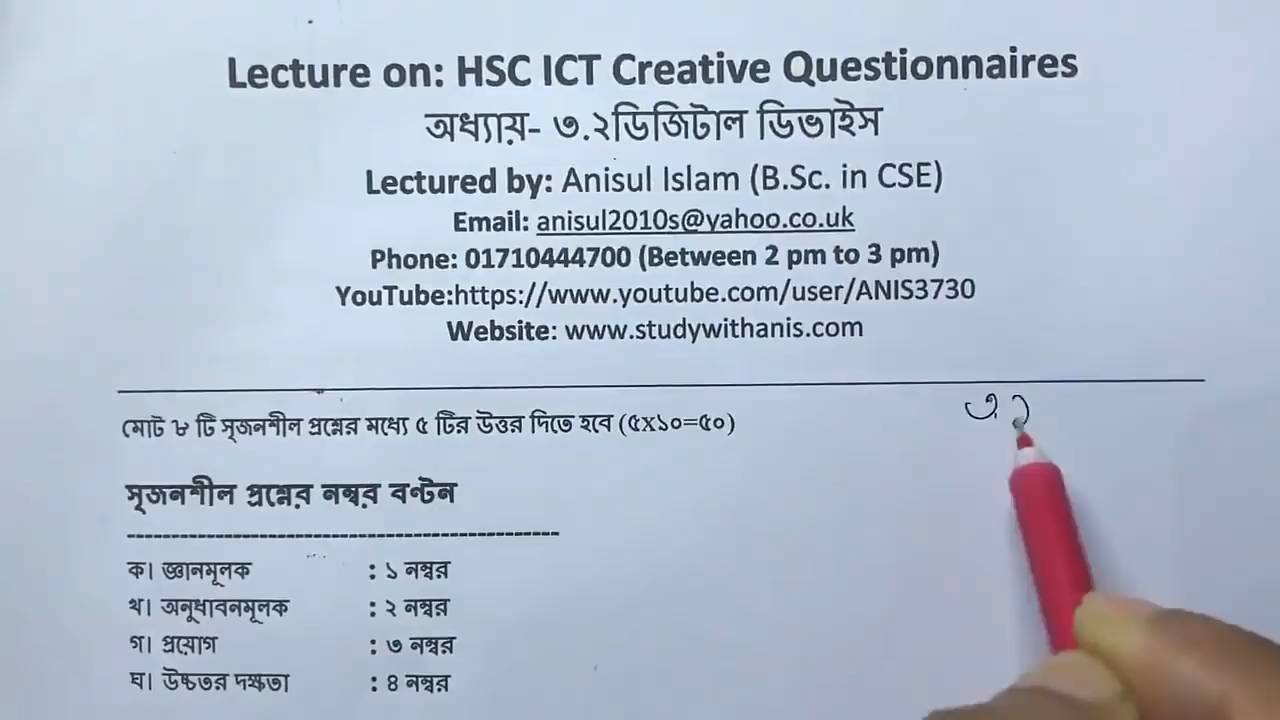 Lecture on: HSC ICT Creative Questionnaires
অধ্যায়- ৩.২ডিজিটাল ডিভাইস
Lectured by: Anisul Islam (B.Sc. in CSE)
Email: anisul2010s@yahoo.co.uk
Phone: 01710444700 (Between 2 pm to 3 pm)
YouTube:https://www.youtube.com/user/ANIS3730
Website: www.studywithanis.com
মোট ৮ টি সৃজনশীল প্রশ্নের মধ্যে ৫ টির উত্তর দিতে হবে (৫x১০=৫০)
সৃজনশীল প্রশ্নের নম্বর বণ্টন
-------------------------------------------------
ক। জ্ঞানমূলক : ১ নম্বর
খ। অনুধাবনমূলক : ২ নম্বর
গ। প্রয়োগ : ৩ নম্বর
ঘ। উচ্চতর দক্ষতা : ৪ নম্বর